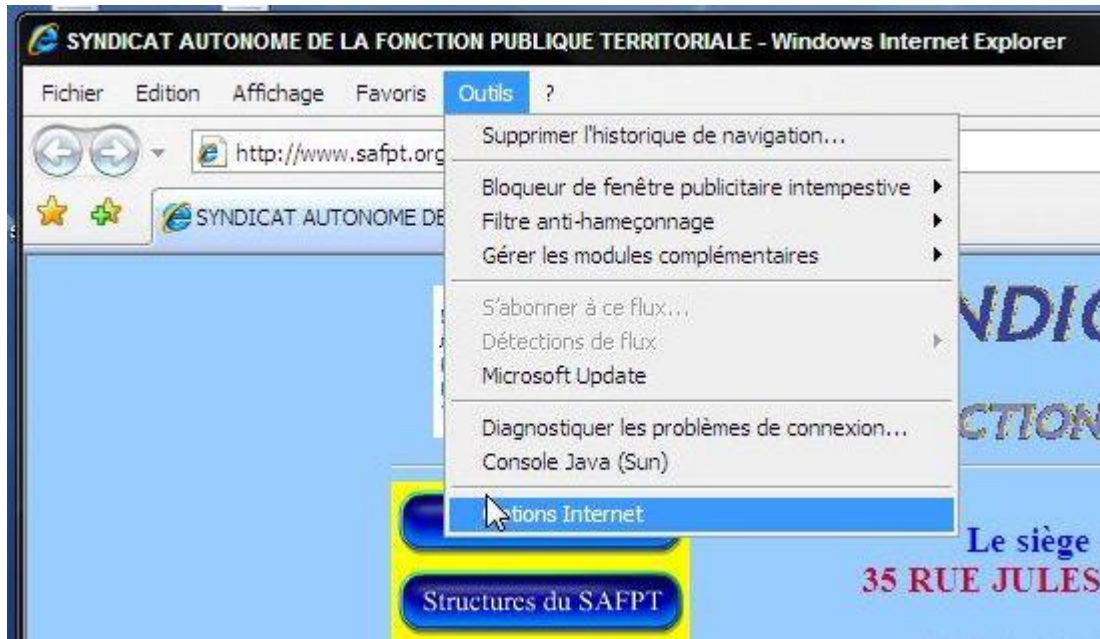 SYNDICAT AUTONOME DE LA FONCTION PUBLIQUE TERRITORIALE - Windows Internet Explorer
Fichier Edition Affichage Favoris Outils ?
http://www.safpt.org
SYNDICAT AUTONOME DE
Supprimer l'historique de navigation...
Bloqueur de fenêtre publicitaire intempestive
Filtre anti-hameçonnage
Gérer les modules complémentaires
S'abonner à ce flux...
Détections de flux
Microsoft Update
Diagnostiquer les problèmes de connexion...
Console Java (Sun)
Options Internet
NDIC
CTION
Le siège
35 RUE JULES
Structures du SAFPT